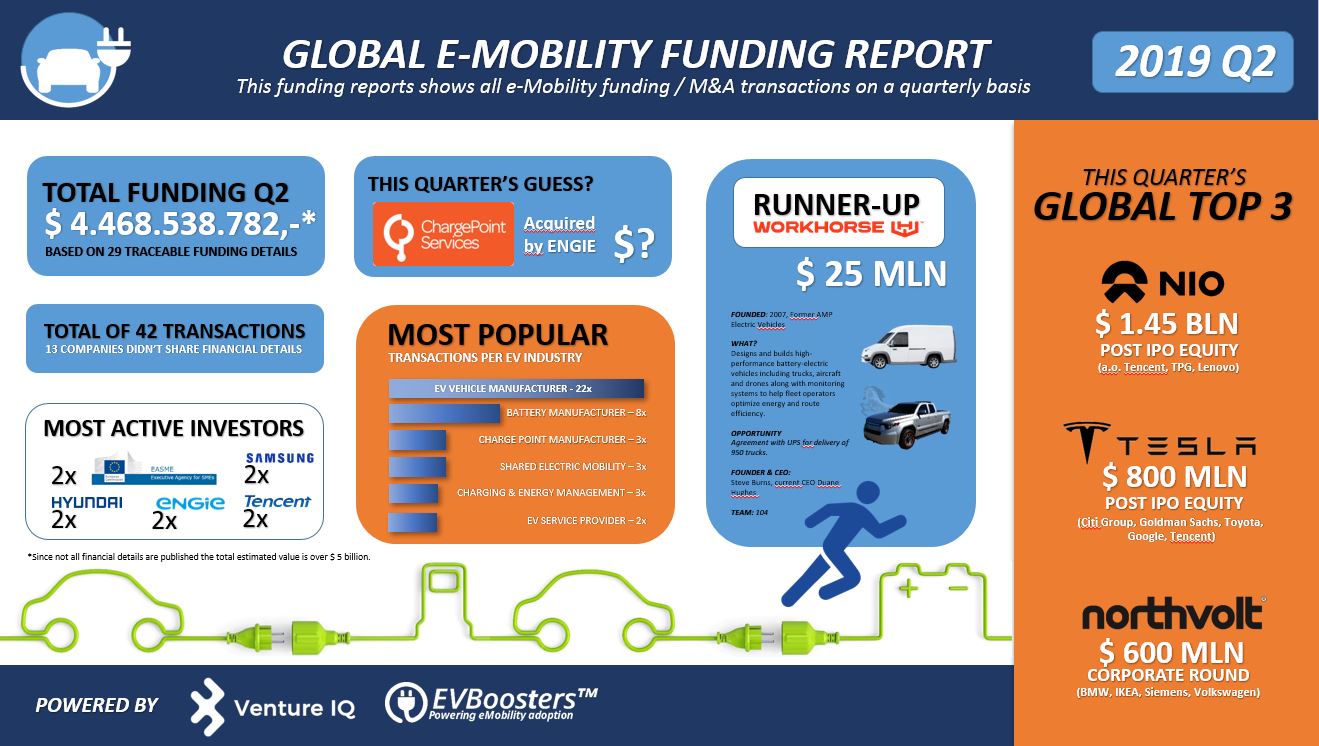 GLOBAL E-MOBILITY FUNDING REPORT
This funding reports shows all e-Mobility funding / M&A transactions on a quarterly basis
2019 Q2
TOTAL FUNDING Q2
$ 4.468.538.782,-*
BASED ON 29 TRACEABLE FUNDING DETAILS
TOTAL OF 42 TRANSACTIONS
13 COMPANIES DIDN'T SHARE FINANCIAL DETAILS
MOST ACTIVE INVESTORS
2x
European Commission
EASME
Executive Agency for SMEs
SAMSUNG
2x
HYUNDAI
2x
ENGIE
2x
Tencent
2x
*Since not all financial details are published the total estimated value is over $ 5 billion.
THIS QUARTER'S GUESS?
ChargePoint
Services
Acquired
by ENGIE
$?
MOST POPULAR
TRANSACTIONS PER EV INDUSTRY
EV VEHICLE MANUFACTURER - 22x
BATTERY MANUFACTURER – 8x
CHARGE POINT MANUFACTURER – 3x
SHARED ELECTRIC MOBILITY – 3x
CHARGING & ENERGY MANAGEMENT – 3x
EV SERVICE PROVIDER – 2x
RUNNER-UP
WORKHORSE
$ 25 MLN
FOUNDED: 2007, Former AMP
Electric Vehicles
WHAT?
Designs and builds high-
performance battery-electric
vehicles including trucks, aircraft
and drones along with monitoring
systems to help fleet operators
optimize energy and route
efficiency.
OPPORTUNITY
Agreement with UPS for delivery of
950 trucks.
FOUNDER & CEO:
Steve Burns, current CEO Duane
Hughes.
TEAM: 104
THIS QUARTER'S
GLOBAL TOP 3
NIO
$ 1.45 BLN
POST IPO EQUITY
(a.o. Tencent, TPG, Lenovo)
TESLA
$ 800 MLN
POST IPO EQUITY
(Citi Group, Goldman Sachs, Toyota,
Google, Tencent)
northvolt®
$ 600 MLN
CORPORATE ROUND
(BMW, IKEA, Siemens, Volkswagen)
POWERED BY
Venture IQ
EVBoosters™
Powering eMobility adoption